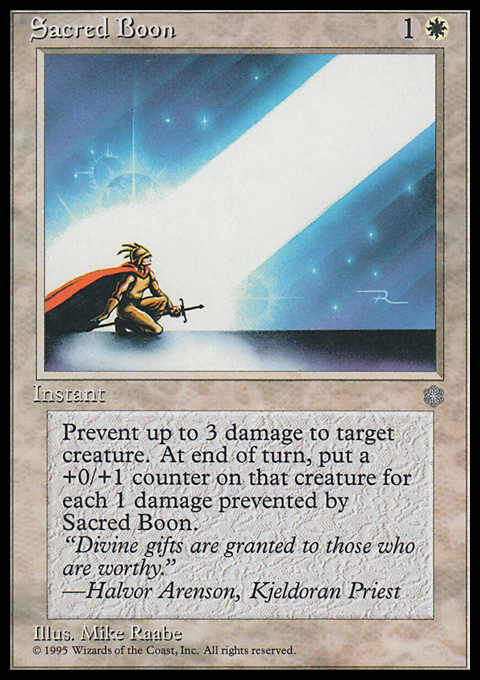 Sacred Boon 1
Instant
Prevent up to 3 damage to target
creature. At end of turn, put a
+0/+1 counter on that creature for
each 1 damage prevented by
Sacred Boon.
“Divine gifts are granted to those who
are worthy.”
—Halvor Arenson, Kjeldoran Priest
Illus. Mike Raabe
© 1995 Wizards of the Coast, Inc. All rights reserved.